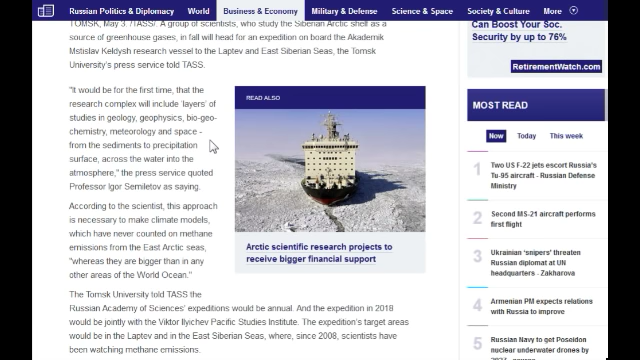 Russian Politics & Diplomacy World Business & Economy Military & Defense Science & Space Society & Culture More
TOMSK, May 3. /TASS/. A group of scientists, who study the Siberian Arctic shelf as a
source of greenhouse gases, in fall will head for an expedition on board the Akademik
Mstislav Keldysh research vessel to the Laptev and East Siberian Seas, the Tomsk
University's press service told TASS.
"It would be for the first time, that the
research complex will include 'layers' of
studies in geology, geophysics, bio-geo-
chemistry, meteorology and space -
from the sediments to precipitation
surface, across the water into the
atmosphere," the press service quoted
Professor Igor Semiletov as saying.
According to the scientist, this approach
is necessary to make climate models,
which have never counted on methane
emissions from the East Arctic seas,
"whereas they are bigger than in any
other areas of the World Ocean."
READ ALSO
Arctic scientific research projects to
receive bigger financial support
The Tomsk University told TASS the
Russian Academy of Sciences' expeditions would be annual. And the expedition in 2018
would be jointly with the Viktor Ilyichev Pacific Studies Institute. The expedition's target areas
would be in the Laptev and in the East Siberian Seas, where, since 2008, scientists have
been watching methane emissions.
Can Boost Your Soc.
Security by up to 76%
RetirementWatch.com
MOST READ
Now Today This week
1
Two US F-22 jets escort Russia's
Tu-95 aircraft - Russian Defense
Ministry
2
Second MS-21 aircraft performs
first flight
3
Ukrainian 'snipers' threaten
Russian diplomat at UN
headquarters - Zakharova
4
Armenian PM expects relations
with Russia to improve
5
Russian Navy to get Poseidon
nuclear underwater drones by